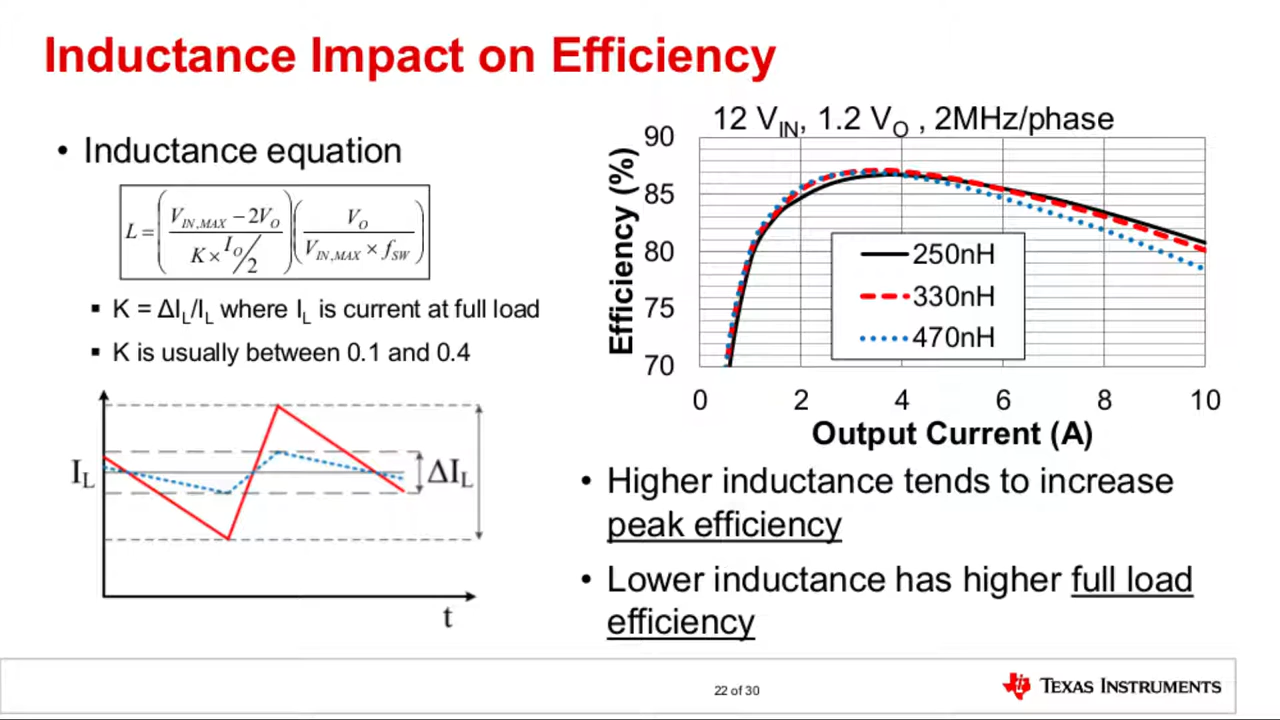 Inductance Impact on Efficiency
• Inductance equation
L = ( (V_IN,MAX − 2V_O) / (K × I_O/2) ) ( V_O / (V_IN,MAX × f_SW) )
▪ K = ΔI_L/I_L where I_L is current at full load
▪ K is usually between 0.1 and 0.4
I_L
ΔI_L
t
12 V_IN, 1.2 V_O , 2MHz/phase
Efficiency (%)
90
85
80
75
70
250nH
330nH
470nH
0 2 4 6 8 10
Output Current (A)
• Higher inductance tends to increase
peak efficiency
• Lower inductance has higher full load
efficiency
22 of 30
TEXAS INSTRUMENTS